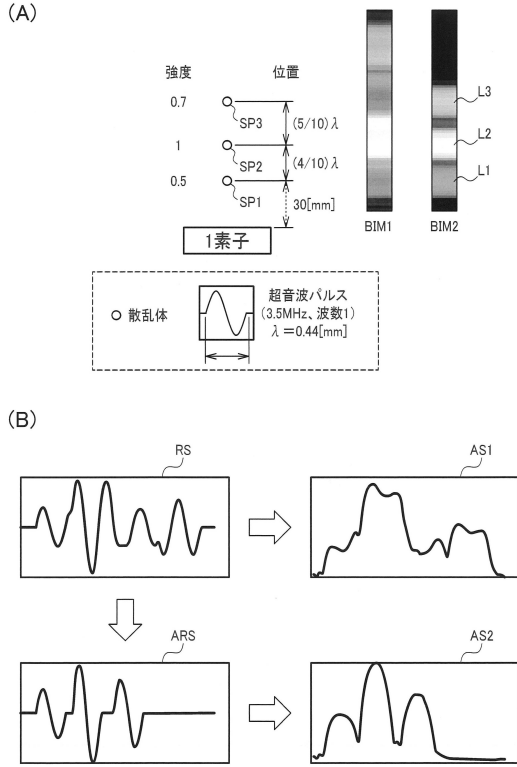 (A)
強度
位置
0.7
SP3
(5/10)λ
1
SP2
(4/10)λ
0.5
SP1
30[mm]
1素子
L3
L2
L1
BIM1
BIM2
散乱体
超音波パルス
(3.5MHz、波数1)
λ=0.44[mm]
(B)
RS
AS1
ARS
AS2